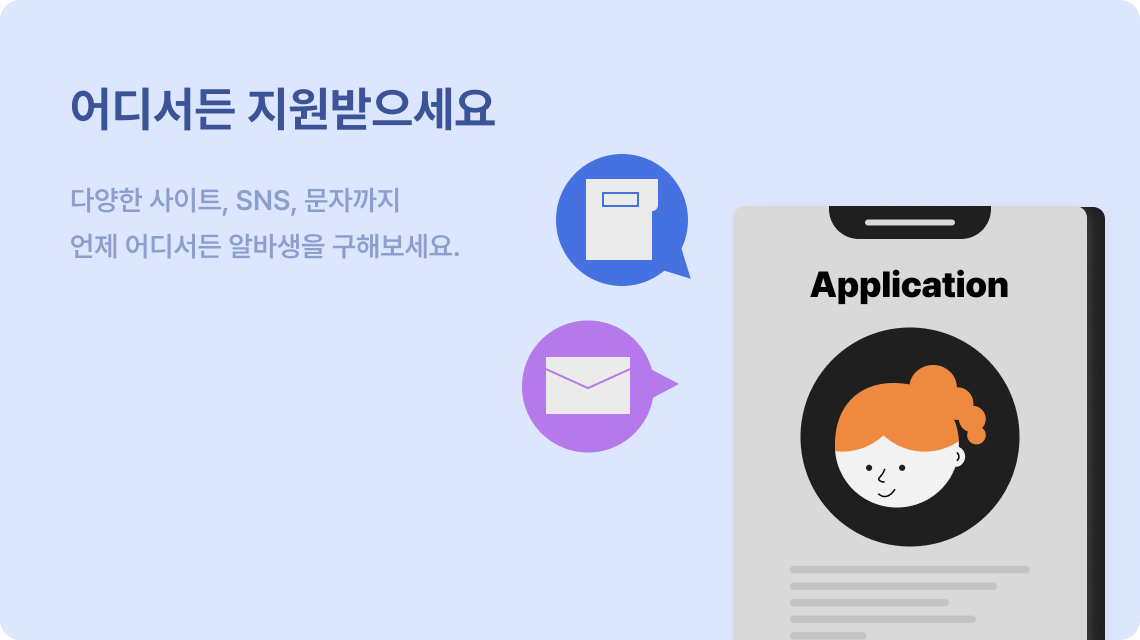 어디서든 지원받으세요
다양한 사이트, SNS, 문자까지
언제 어디서든 알바생을 구해보세요.
Application